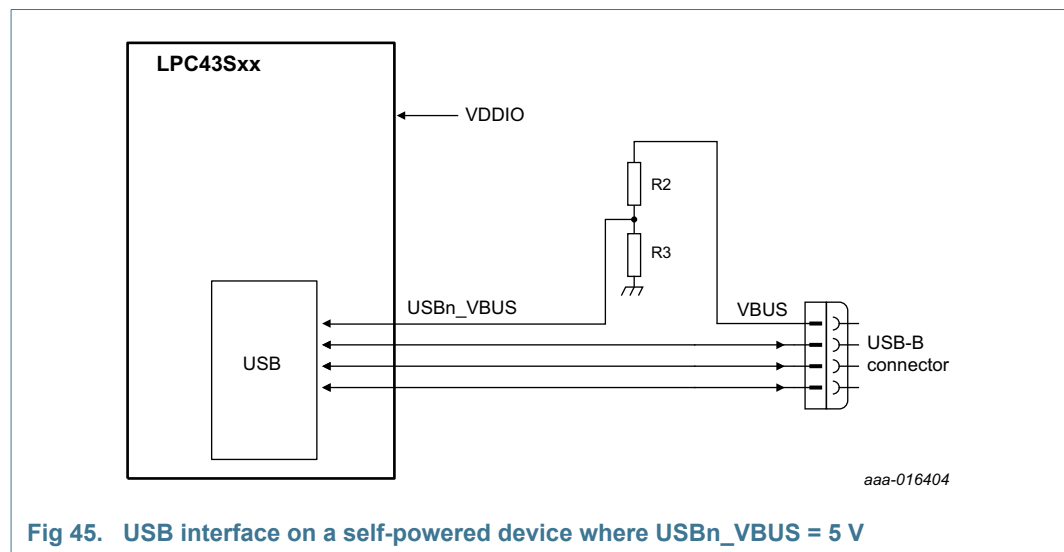 LPC43Sxx
VDDIO
R2
R3
USBn_VBUS
VBUS
USB
USB-B
connector
aaa-016404
Fig 45. USB interface on a self-powered device where USBn_VBUS = 5 V